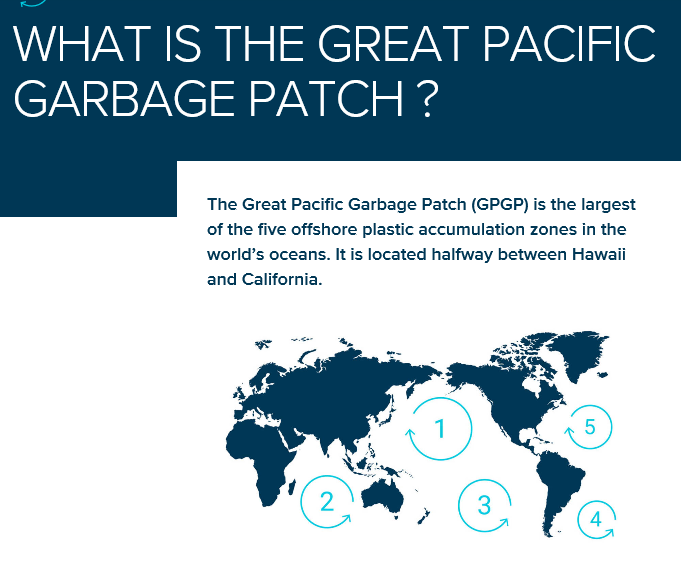 WHAT IS THE GREAT PACIFIC
GARBAGE PATCH ?
The Great Pacific Garbage Patch (GPGP) is the largest
of the five offshore plastic accumulation zones in the
world’s oceans. It is located halfway between Hawaii
and California.
1
5
2
3
4